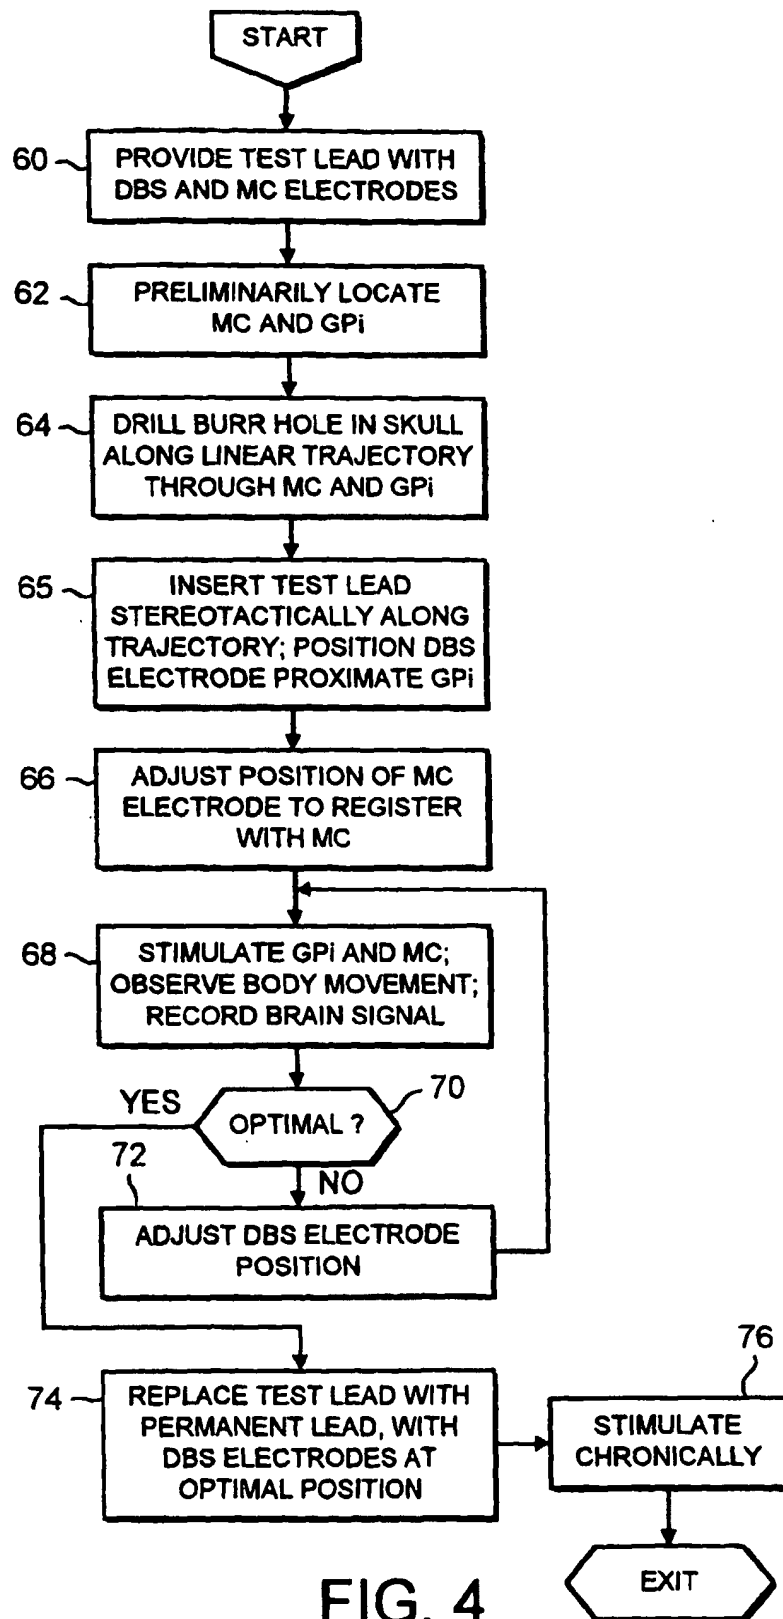 START
60
PROVIDE TEST LEAD WITH
DBS AND MC ELECTRODES
62
PRELIMINARILY LOCATE
MC AND GPi
64
DRILL BURR HOLE IN SKULL
ALONG LINEAR TRAJECTORY
THROUGH MC AND GPi
65
INSERT TEST LEAD
STEREOTACTICALLY ALONG
TRAJECTORY; POSITION DBS
ELECTRODE PROXIMATE GPi
66
ADJUST POSITION OF MC
ELECTRODE TO REGISTER
WITH MC
68
STIMULATE GPi AND MC;
OBSERVE BODY MOVEMENT;
RECORD BRAIN SIGNAL
YES
70
OPTIMAL ?
72
NO
ADJUST DBS ELECTRODE
POSITION
74
REPLACE TEST LEAD WITH
PERMANENT LEAD, WITH
DBS ELECTRODES AT
OPTIMAL POSITION
76
STIMULATE
CHRONICALLY
EXIT
FIG. 4